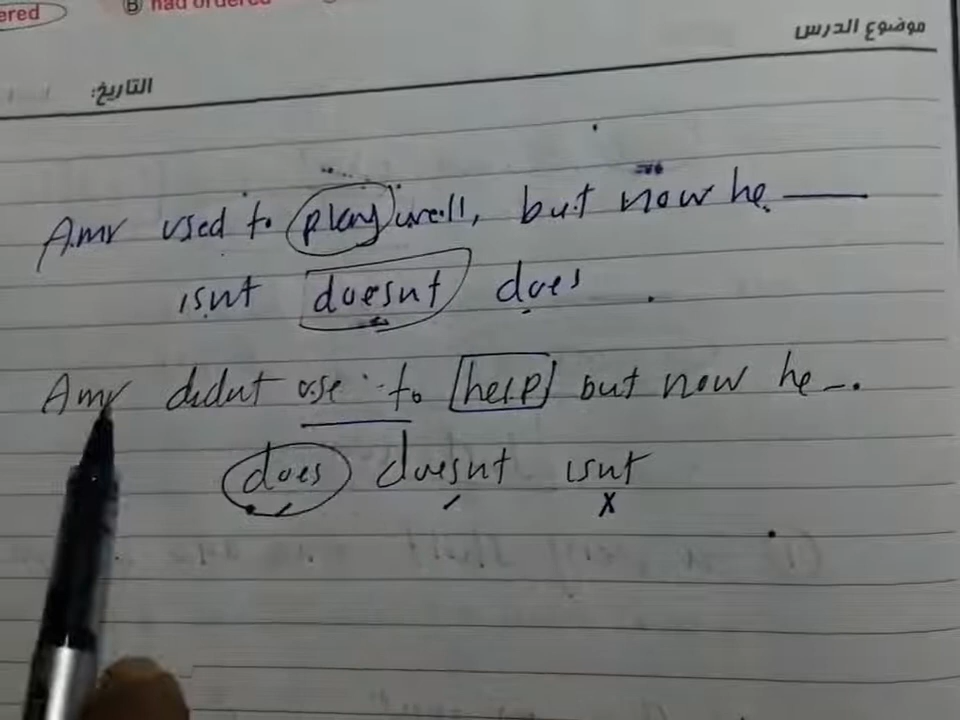 ered B had ordered
موضوع الدرس
التاريخ:
Amr used to play well, but now he ___
isnt doesnt does .
Amr didnt use to help but now he -.
does doesnt isnt
x